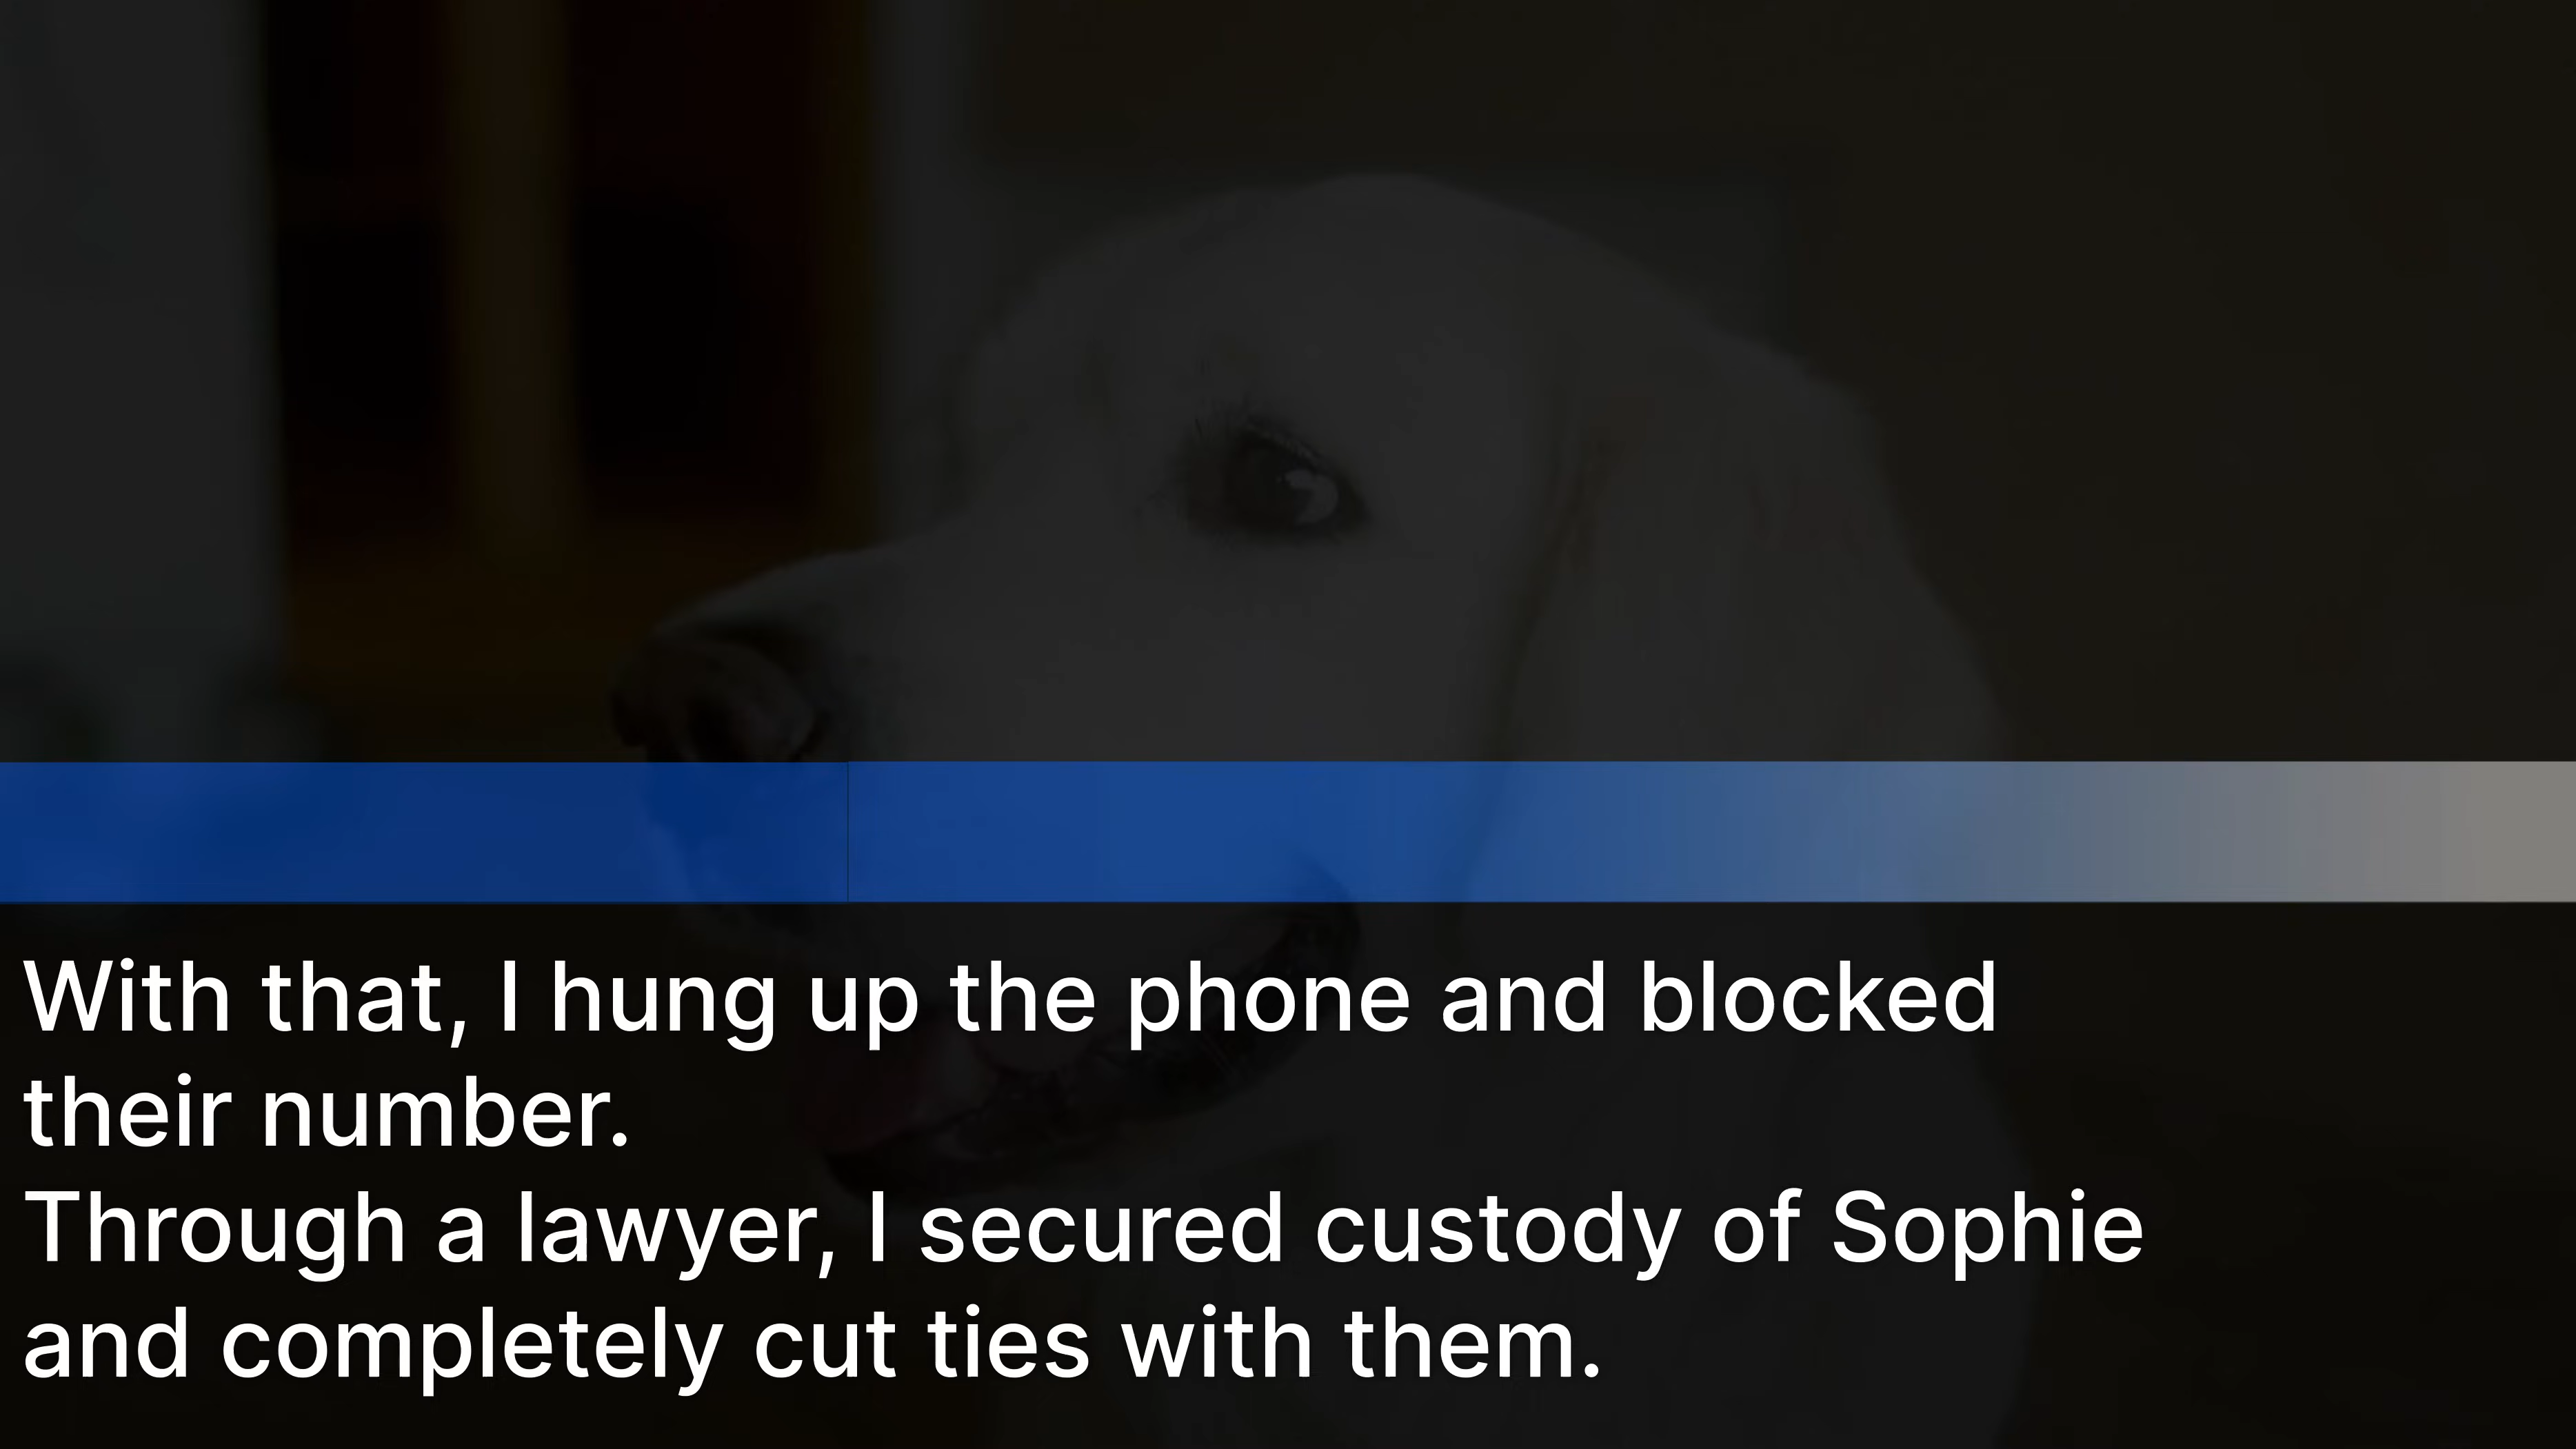 With that, I hung up the phone and blocked
their number.
Through a lawyer, I secured custody of Sophie
and completely cut ties with them.